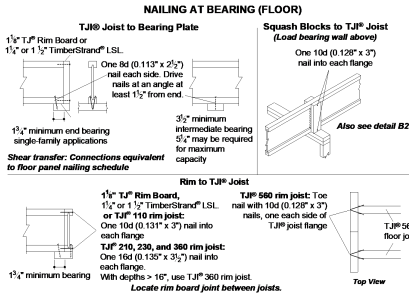 NAILING AT BEARING (FLOOR)
TJI® Joist to Bearing Plate
1⅛" TJ® Rim Board or
1¼" or 1 ½" TimberStrand® LSL.
One 8d (0.113" x 2½")
nail each side. Drive
nails at an angle at
least 1½" from end.
1¾" minimum end bearing
single-family applications
3½" minimum
intermediate bearing
5¼" may be required
for maximum
capacity
Shear transfer: Connections equivalent
to floor panel nailing schedule
Squash Blocks to TJI® Joist
(Load bearing wall above)
One 10d (0.128" x 3")
nail into each flange
Also see detail B2
Rim to TJI® Joist
1⅛" TJ® Rim Board,
1¼" or 1 ½" TimberStrand® LSL.
or TJI® 110 rim joist:
One 10d (0.131" x 3") nail into
each flange
TJI® 210, 230, and 360 rim joist:
One 16d (0.135" x 3½") nail into
each flange.
With depths > 16", use TJI® 360 rim joist.
Locate rim board joint between joists.
1¾" minimum bearing
TJI® 560 rim joist: Toe
nail with 10d (0.128" x 3")
nails, one each side of
TJI® joist flange
TJI® 56
floor jo
Top View